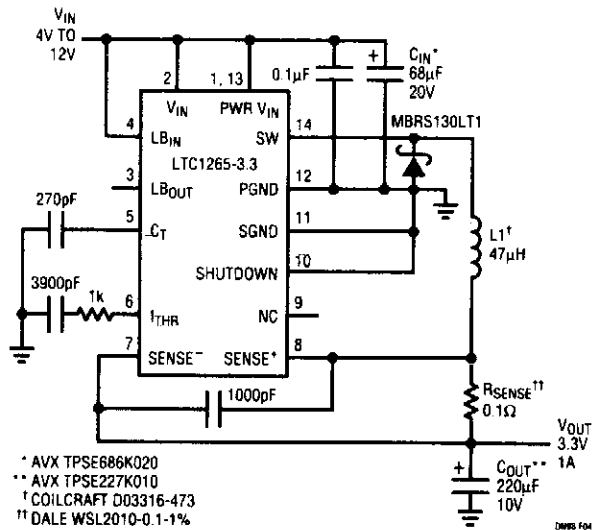 VIN
4V TO
12V
2
1, 13
0.1µF
+
CIN*
68µF
20V
VIN
PWR VIN
MBRS130LT1
4
LBIN
SW
14
LTC1265-3.3
3
LBOUT
PGND
12
270pF
5
CT
SGND
11
L1†
47µH
SHUTDOWN
10
3900pF
1k
6
ITHR
NC
9
7
SENSE–
SENSE+
8
1000pF
RSENSE††
0.1Ω
VOUT
3.3V
1A
+
COUT**
220µF
10V
* AVX TPSE686K020
** AVX TPSE227K010
† COILCRAFT D03316-473
†† DALE WSL2010-0.1-1%